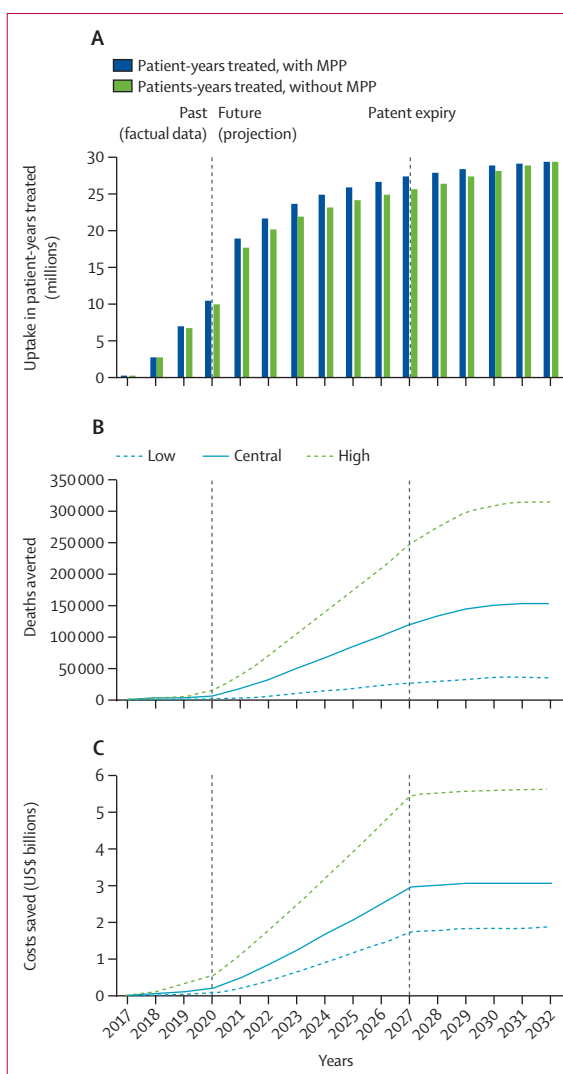 A
Patient-years treated, with MPP
Patients-years treated, without MPP
Past
(factual data)
Future
(projection)
Patent expiry
Uptake in patient-years treated
(millions)
30
25
20
15
10
5
0
B
Low
Central
High
Deaths averted
350 000
300 000
250 000
200 000
150 000
100 000
50 000
0
C
Costs saved (US$ billions)
6
5
4
3
2
1
0
2017
2018
2019
2020
2021
2022
2023
2024
2025
2026
2027
2028
2029
2030
2031
2032
Years